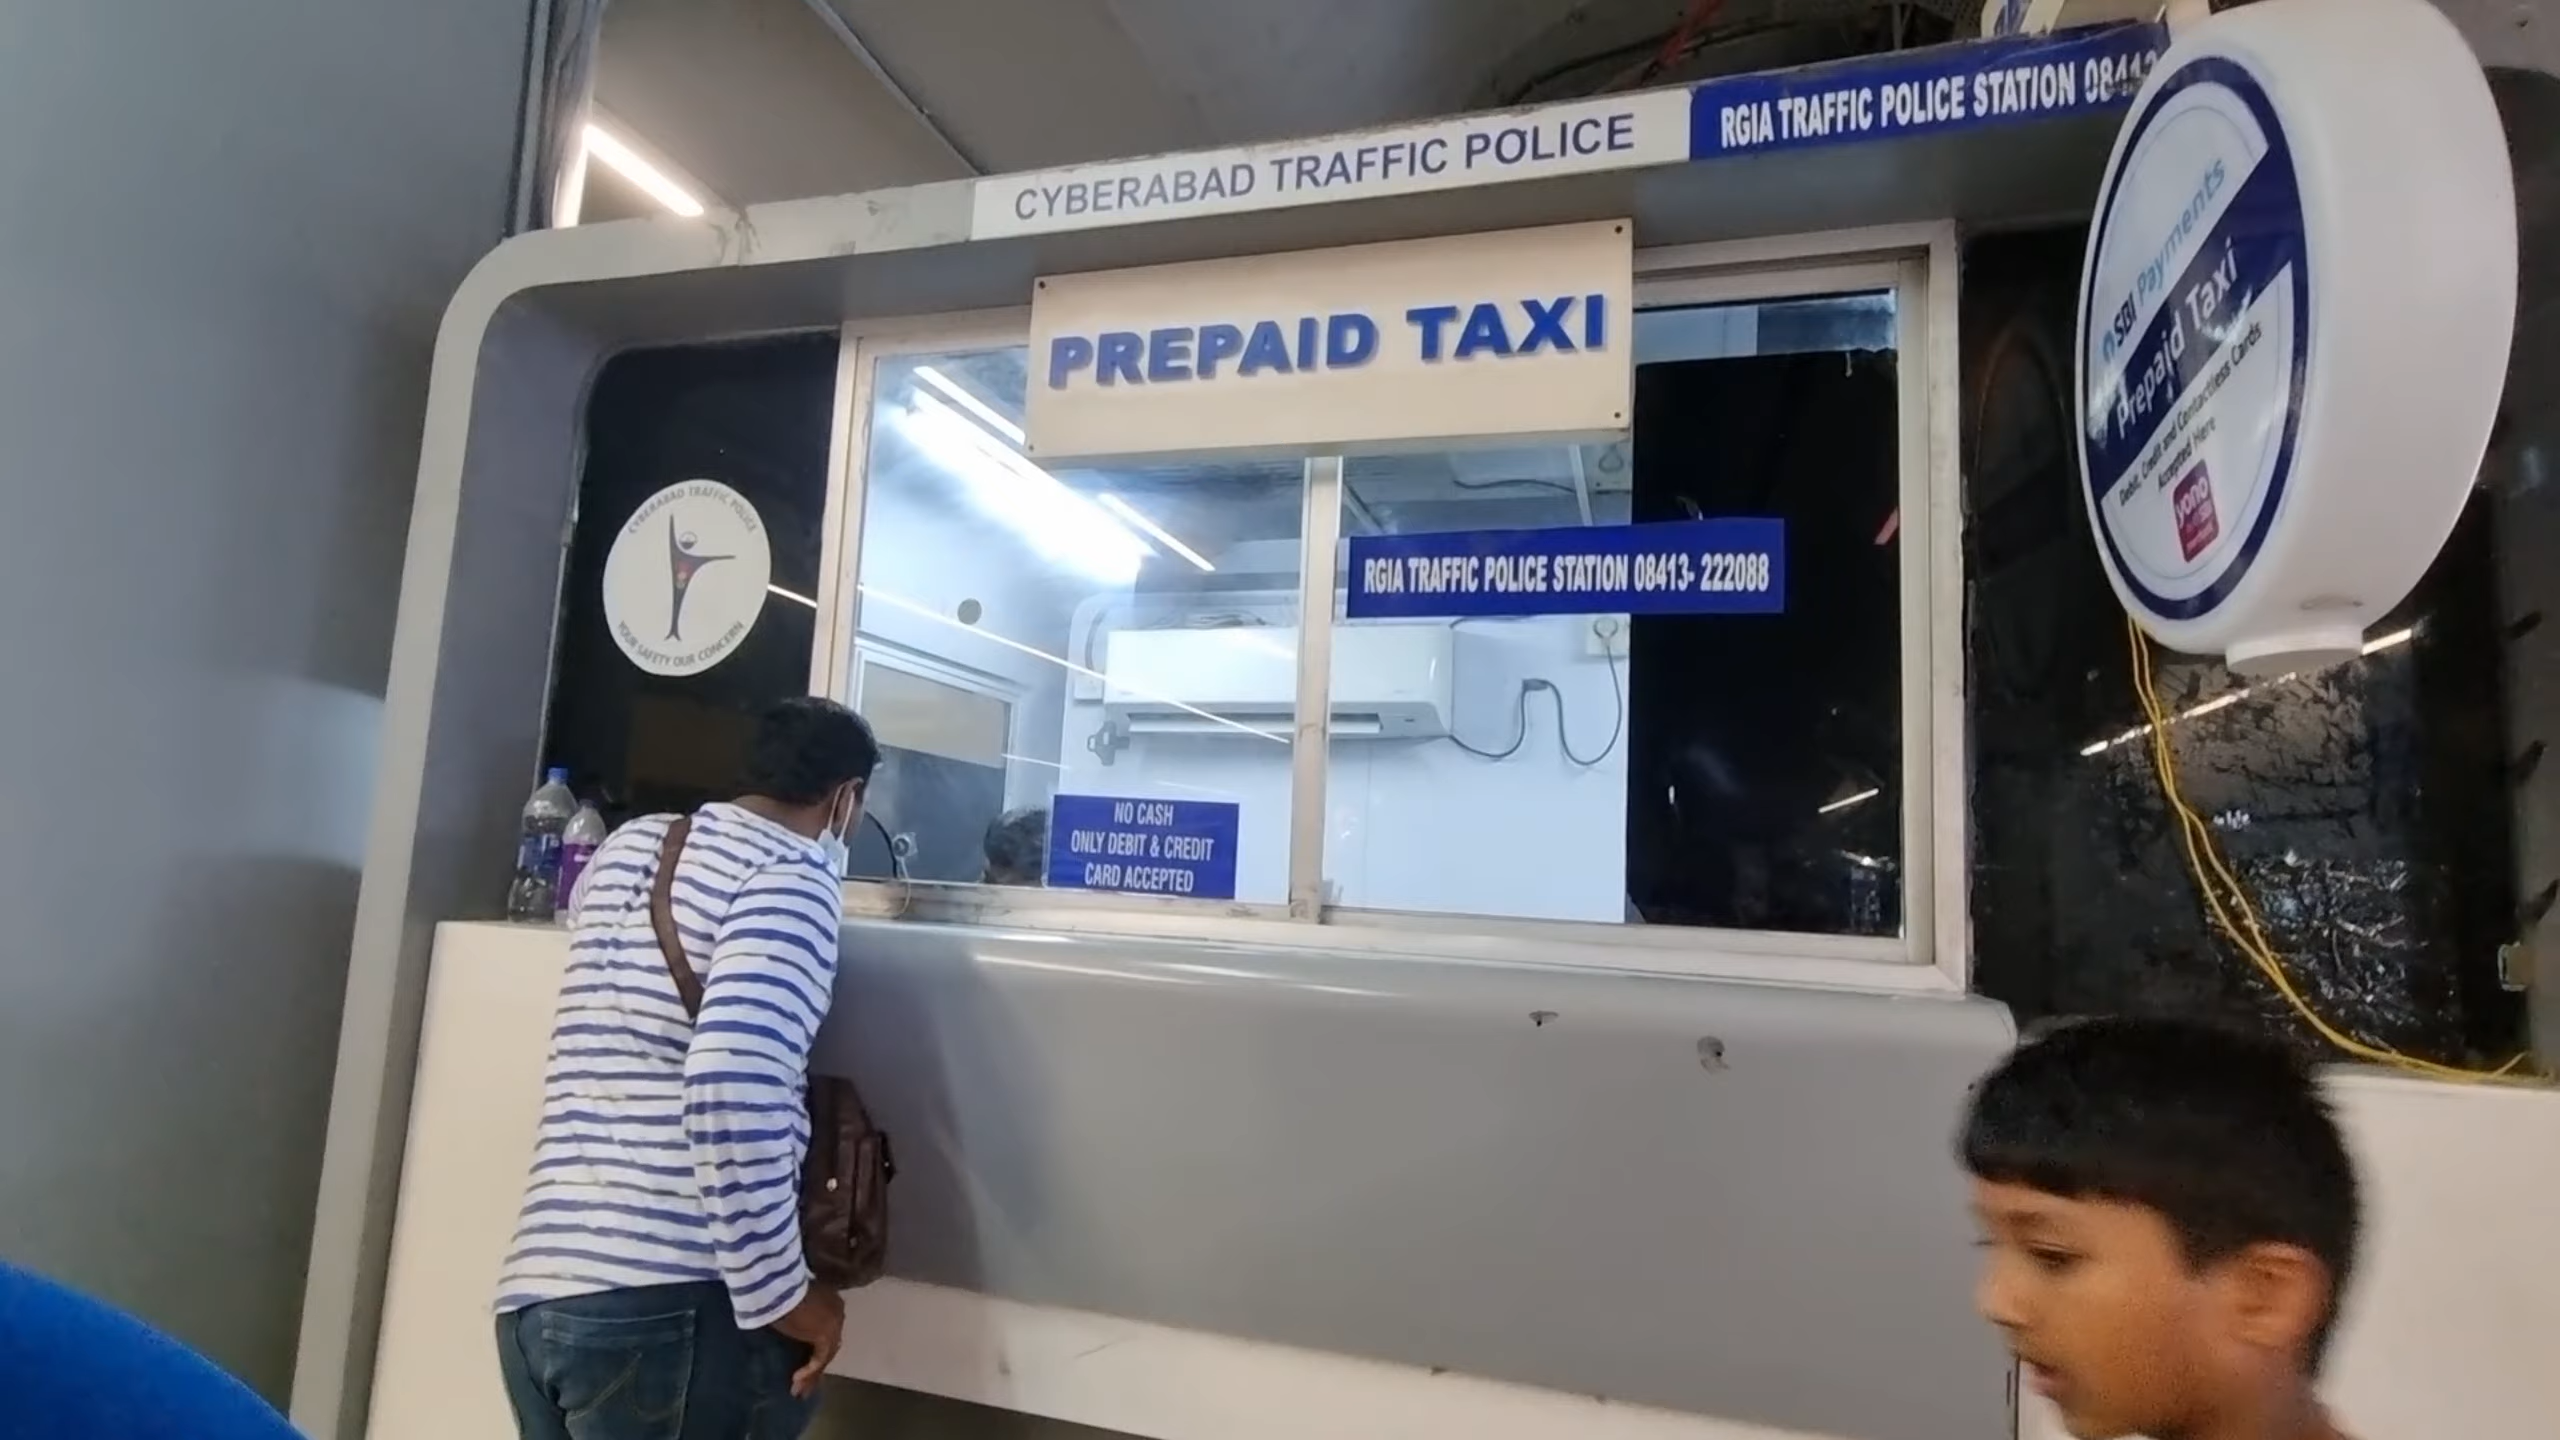 CYBERABAD TRAFFIC POLICE
RGIA TRAFFIC POLICE STATION 08413
PREPAID TAXI
SBI Payments
Prepaid Taxi
Debit, Credit and Contactless Cards
Accepted Here
yono
CYBERABAD TRAFFIC POLICE
YOUR SAFETY OUR CONCERN
RGIA TRAFFIC POLICE STATION 08413- 222088
NO CASH
ONLY DEBIT & CREDIT
CARD ACCEPTED